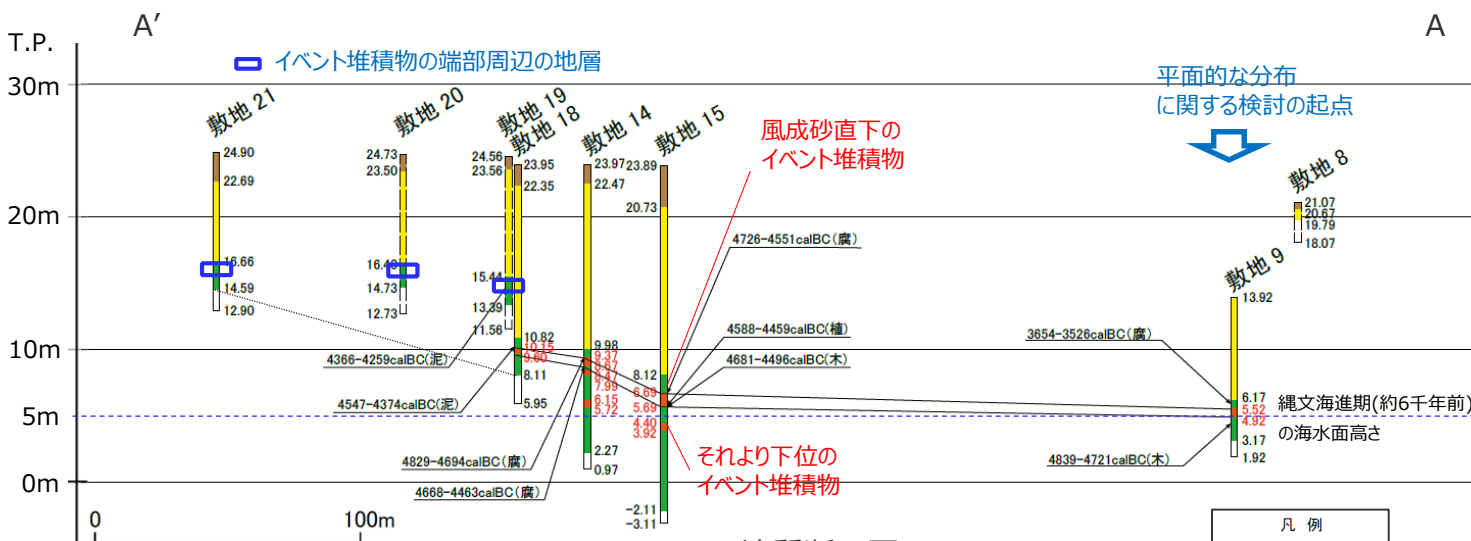 A′
A
T.P.
イベント堆積物の端部周辺の地層
平面的な分布
に関する検討の起点
30m
20m
10m
5m
0m
敷地 21
24.90
22.69
16.66
14.59
12.90
敷地 20
24.73
23.50
14.73
12.73
敷地 19
24.56
23.56
15.44
13.39
11.56
敷地 18
23.95
22.35
10.82
10.15
9.60
8.11
5.95
敷地 14
23.97
22.47
9.98
9.37
8.67
8.47
7.99
6.15
5.72
2.27
0.97
敷地 15
23.89
20.73
8.12
6.69
5.69
4.40
3.92
-2.11
-3.11
風成砂直下の
イベント堆積物
それより下位の
イベント堆積物
4726-4551calBC(腐)
4588-4459calBC(植)
4681-4496calBC(木)
4366-4259calBC(泥)
4547-4374calBC(泥)
4829-4694calBC(腐)
4668-4463calBC(腐)
3654-3526calBC(腐)
4839-4721calBC(木)
敷地 8
21.07
20.67
19.79
18.07
敷地 9
13.92
6.17
5.52
4.92
3.17
1.92
縄文海進期(約6千年前)
の海水面高さ
0
100m
凡 例